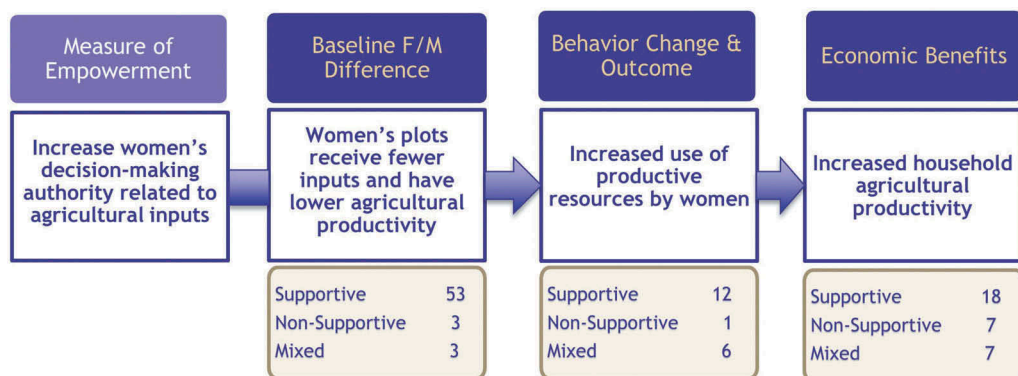 Measure of
Empowerment
Baseline F/M
Difference
Behavior Change &
Outcome
Economic Benefits
Increase women's
decision-making
authority related to
agricultural inputs
Women's plots
receive fewer
inputs and have
lower agricultural
productivity
Increased use of
productive
resources by women
Increased household
agricultural
productivity
Supportive 53
Non-Supportive 3
Mixed 3
Supportive 12
Non-Supportive 1
Mixed 6
Supportive 18
Non-Supportive 7
Mixed 7